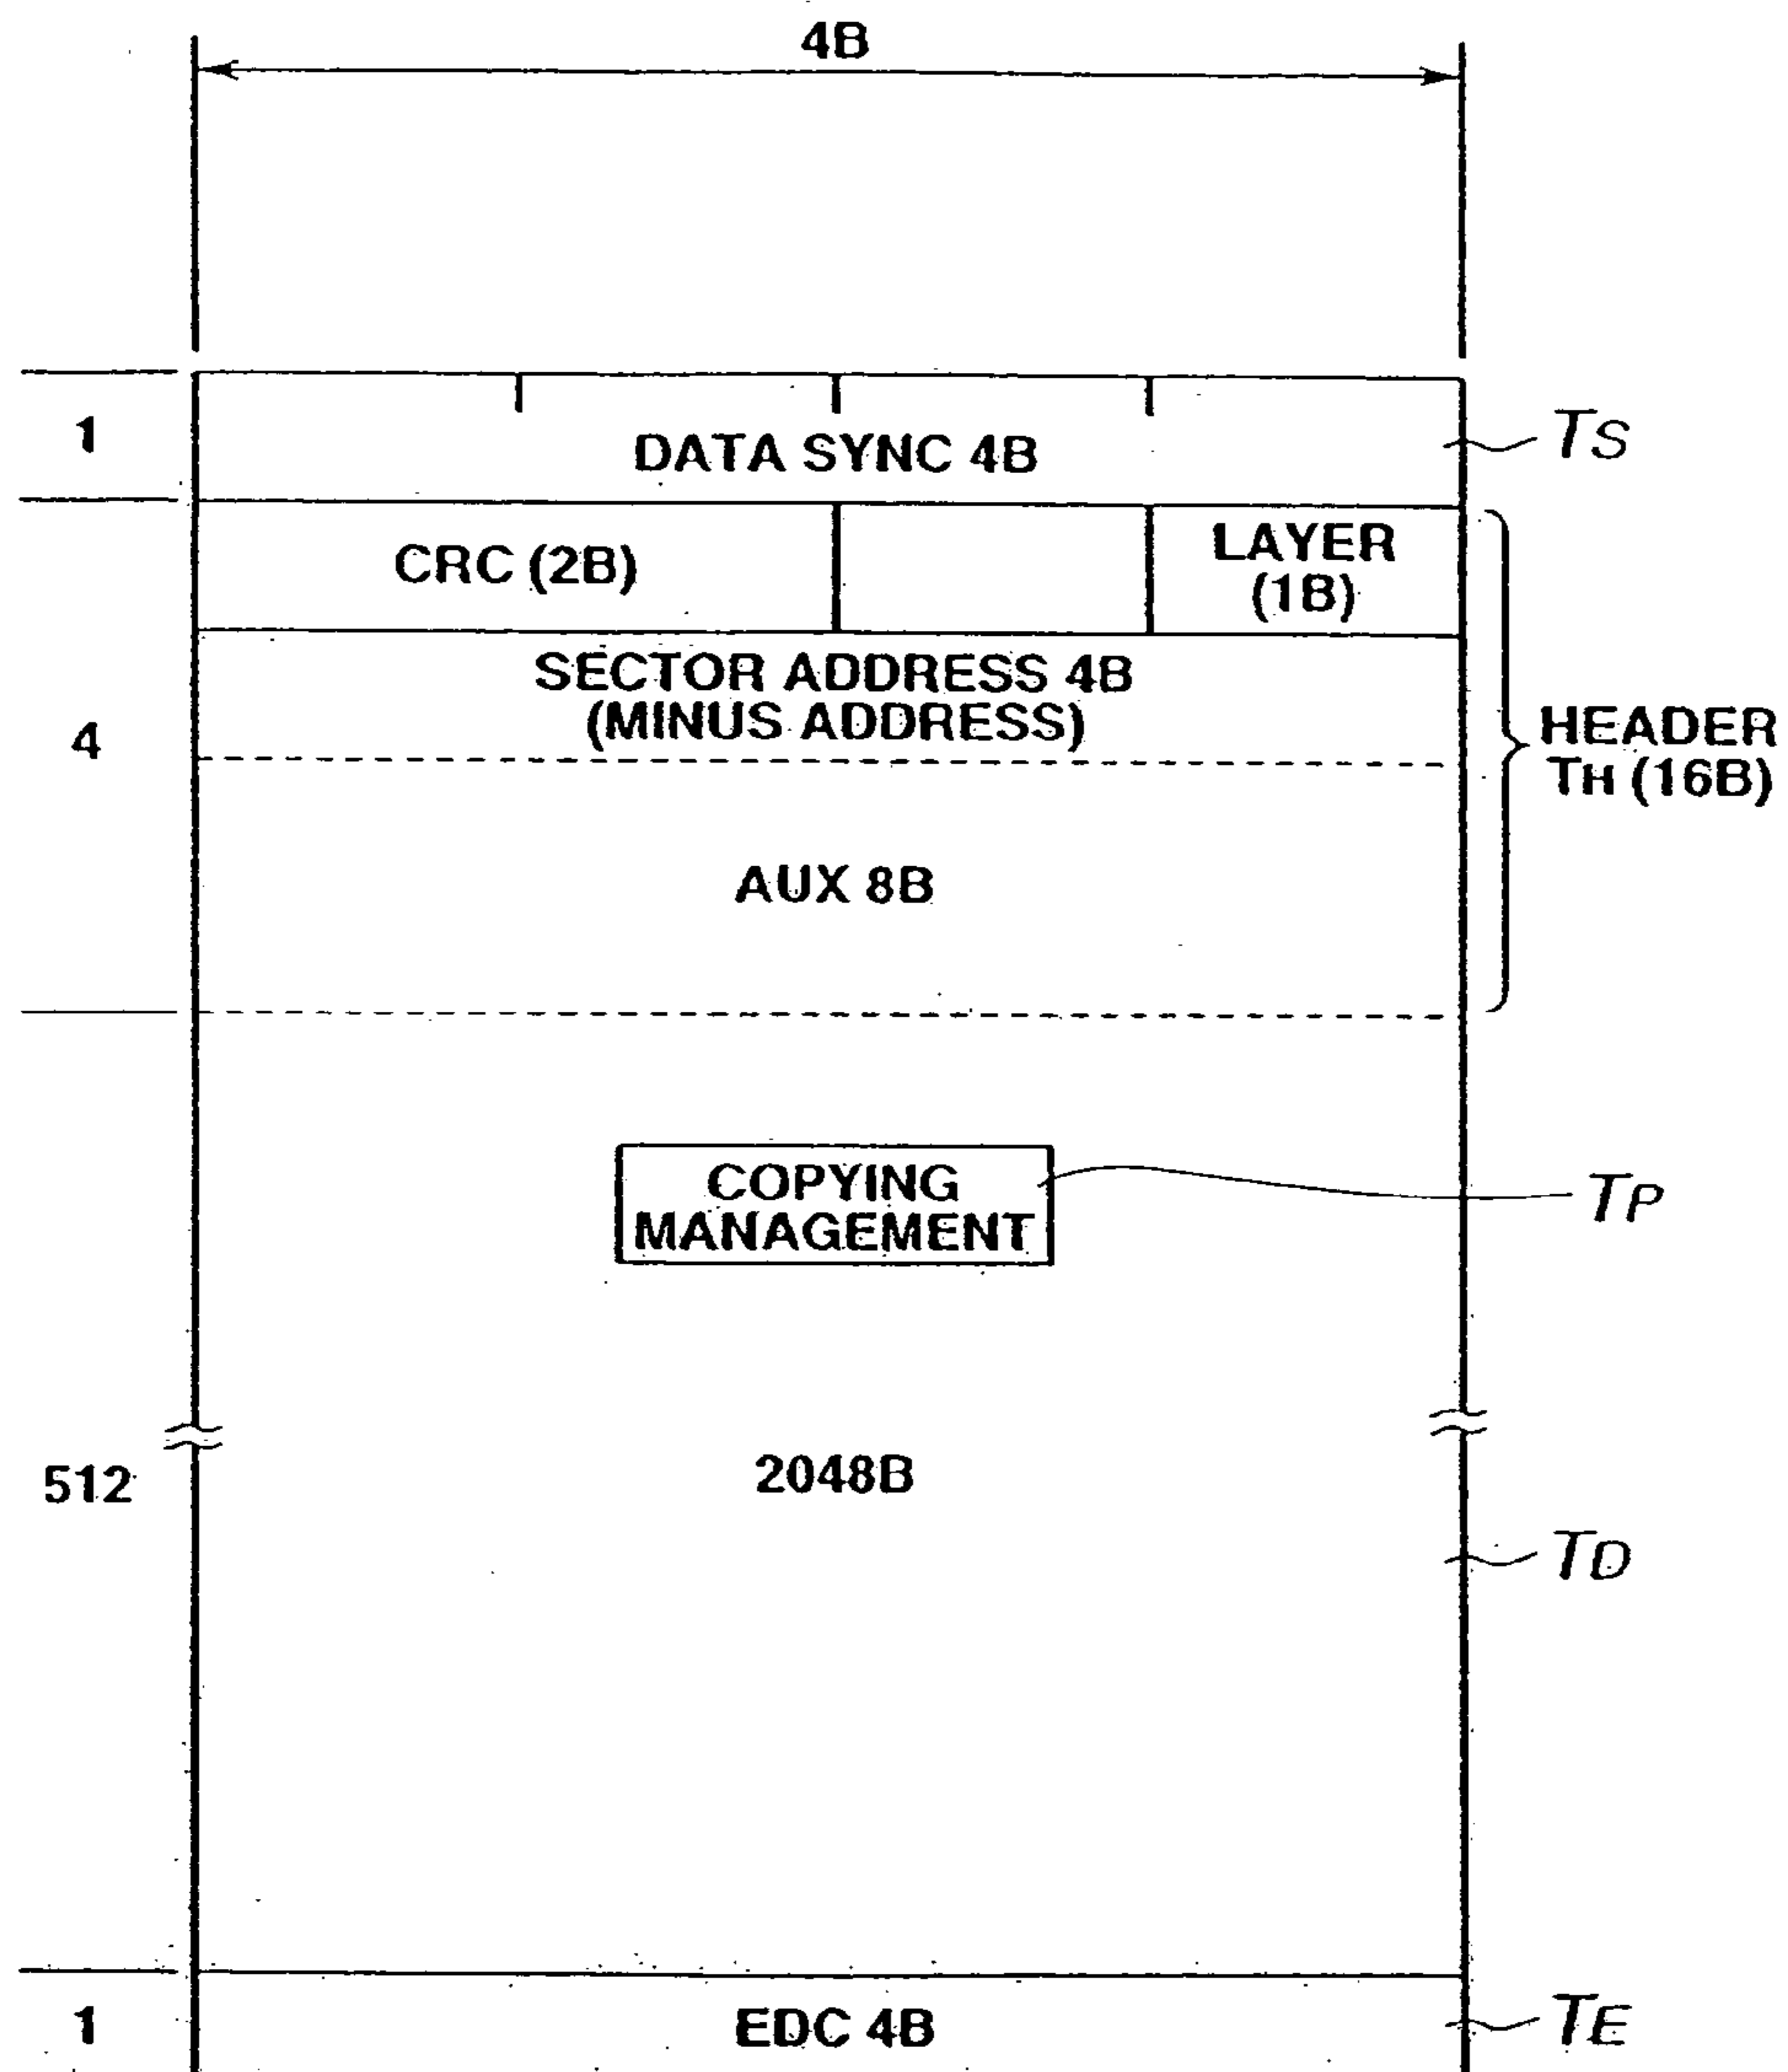 4B
1
DATA SYNC 4B
TS
CRC (2B)
LAYER
(1B)
SECTOR ADDRESS 4B
(MINUS ADDRESS)
4
HEADER
TH (16B)
AUX 8B
COPYING
MANAGEMENT
TP
512
2048B
TD
1
EDC 4B
TE